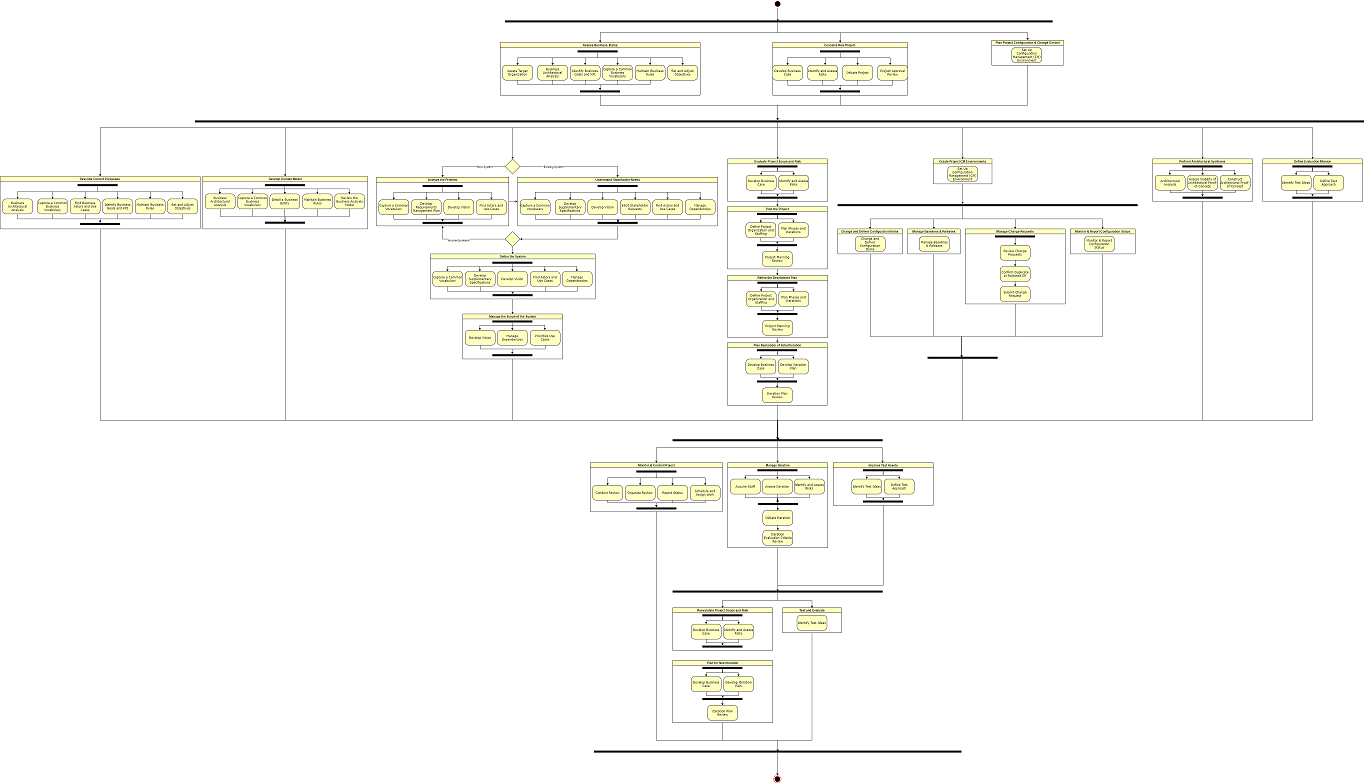 Assess Business Status
Assess Target
Organization
Business
Architectural
Analysis
Identify Business
Goals and KPI
Capture a Common
Business
Vocabulary
Maintain Business
Rules
Set and Adjust
Objectives
Conceive New Project
Develop Business
Case
Identify and Assess
Risks
Initiate Project
Project Approval
Review
Plan Project Configuration & Change Control
Set Up
Configuration
Management (CM)
Environment
Describe Current Processes
Business
Architectural
Analysis
Capture a Common
Business
Vocabulary
Find Business
Actors and Use
Cases
Identify Business
Goals and KPI
Maintain Business
Rules
Set and Adjust
Objectives
Develop Domain Model
Business
Architectural
Analysis
Capture a Common
Business
Vocabulary
Detail a Business
Entity
Maintain Business
Rules
Review the
Business Analysis
Model
Analyze the Problem
Capture a Common
Vocabulary
Develop
Requirements
Management Plan
Develop Vision
Find Actors and
Use Cases
Understand Stakeholder Needs
Capture a Common
Vocabulary
Develop
Supplementary
Specifications
Develop Vision
Elicit Stakeholder
Requests
Find Actors and
Use Cases
Manage
Dependencies
Define the System
Capture a Common
Vocabulary
Develop
Supplementary
Specifications
Develop Vision
Find Actors and
Use Cases
Manage
Dependencies
Manage the Scope of the System
Develop Vision
Manage
Dependencies
Prioritize Use
Cases
Evaluate Project Scope and Risk
Develop Business
Case
Identify and Assess
Risks
Plan the Project
Define Project
Organization and
Staffing
Plan Phases and
Iterations
Project Planning
Review
Refine the Development Plan
Define Project
Organization and
Staffing
Plan Phases and
Iterations
Project Planning
Review
Plan Remainder of Initial Iteration
Develop Business
Case
Develop Iteration
Plan
Iteration Plan
Review
Create Project CM Environments
Set Up
Configuration
Management (CM)
Environment
Change and Deliver Configuration Items
Change and
Deliver
Configuration
Items
Manage Baselines & Releases
Manage Baselines
& Releases
Manage Change Requests
Review Change
Requests
Confirm Duplicate
or Rejected CR
Submit Change
Request
Monitor & Report Configuration Status
Monitor & Report
Configuration
Status
Perform Architectural Synthesis
Architectural
Analysis
Assess Viability of
Architectural Proof
of Concept
Construct
Architectural Proof
of Concept
Define Evaluation Mission
Identify Test Ideas
Define Test
Approach
Monitor & Control Project
Conduct Review
Organize Review
Report Status
Schedule and
Assign Work
Manage Iteration
Acquire Staff
Assess Iteration
Identify and Assess
Risks
Initiate Iteration
Iteration
Evaluation Criteria
Review
Improve Test Assets
Identify Test Ideas
Define Test
Approach
Reevaluate Project Scope and Risk
Develop Business
Case
Identify and Assess
Risks
Test and Evaluate
Identify Test Ideas
Plan for Next Iteration
Develop Business
Case
Develop Iteration
Plan
Iteration Plan
Review